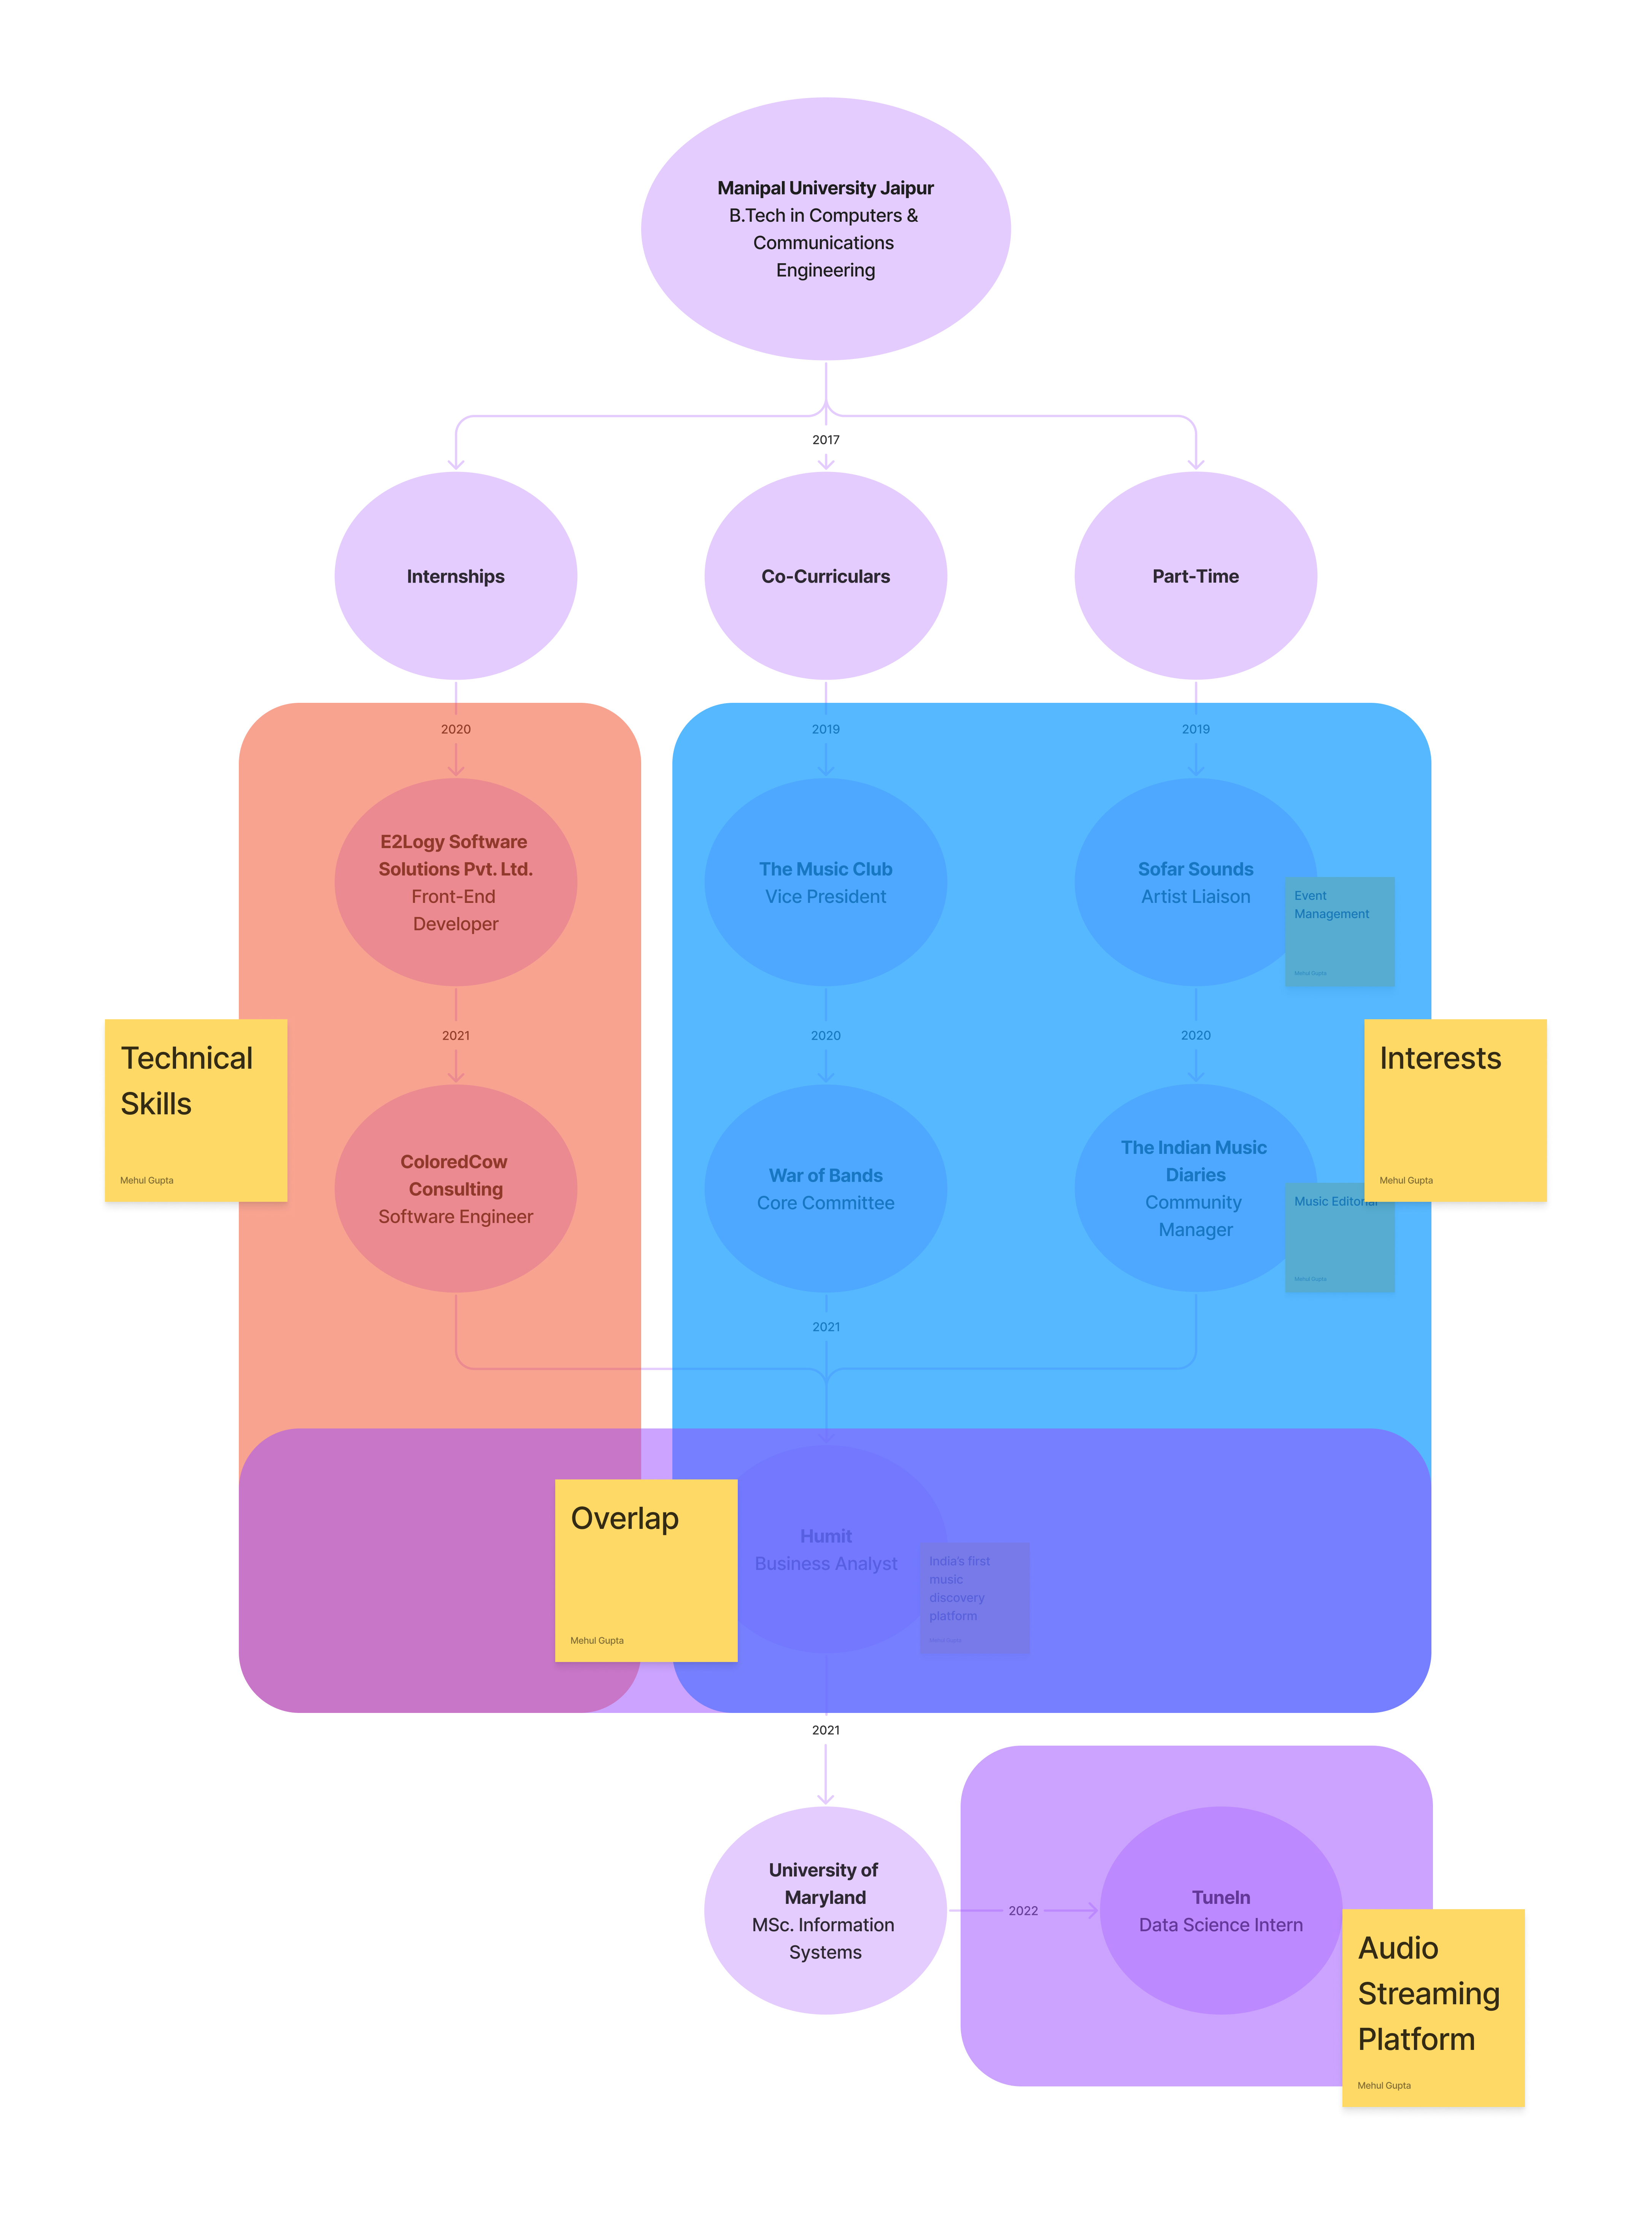 Manipal University Jaipur
B.Tech in Computers &
Communications
Engineering
2017
Internships
Co-Curriculars
Part-Time
2020
2019
2019
E2Logy Software
Solutions Pvt. Ltd.
Front-End
Developer
The Music Club
Vice President
Sofar Sounds
Artist Liaison
Event
Management
Mehul Gupta
2021
2020
2020
Technical
Skills
Mehul Gupta
Interests
Mehul Gupta
ColoredCow
Consulting
Software Engineer
War of Bands
Core Committee
The Indian Music
Diaries
Community
Manager
Music Editorial
Mehul Gupta
2021
Overlap
Mehul Gupta
Humit
Business Analyst
India's first
music
discovery
platform
2021
University of
Maryland
MSc. Information
Systems
2022
TuneIn
Data Science Intern
Audio
Streaming
Platform
Mehul Gupta